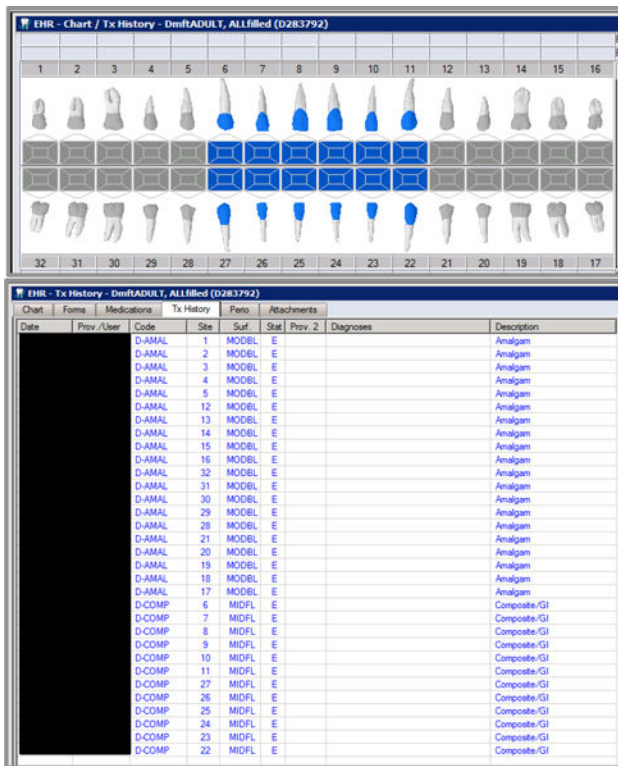 EHR - Chart / Tx History - DmftADULT, ALLfilled (D283792)
1 2 3 4 5 6 7 8 9 10 11 12 13 14 15 16
32 31 30 29 28 27 26 25 24 23 22 21 20 19 18 17
EHR - Tx History - DmftADULT, ALLfilled (D283792)
Chart Forms Medications Tx History Perio Attachments
Date Prov./User Code Site Surf. Stat Prov. 2 Diagnoses Description
D-AMAL 1 MODBL E Amalgam
D-AMAL 2 MODBL E Amalgam
D-AMAL 3 MODBL E Amalgam
D-AMAL 4 MODBL E Amalgam
D-AMAL 5 MODBL E Amalgam
D-AMAL 12 MODBL E Amalgam
D-AMAL 13 MODBL E Amalgam
D-AMAL 14 MODBL E Amalgam
D-AMAL 15 MODBL E Amalgam
D-AMAL 16 MODBL E Amalgam
D-AMAL 32 MODBL E Amalgam
D-AMAL 31 MODBL E Amalgam
D-AMAL 30 MODBL E Amalgam
D-AMAL 29 MODBL E Amalgam
D-AMAL 28 MODBL E Amalgam
D-AMAL 21 MODBL E Amalgam
D-AMAL 20 MODBL E Amalgam
D-AMAL 19 MODBL E Amalgam
D-AMAL 18 MODBL E Amalgam
D-AMAL 17 MODBL E Amalgam
D-COMP 6 MIDFL E Composite/GI
D-COMP 7 MIDFL E Composite/GI
D-COMP 8 MIDFL E Composite/GI
D-COMP 9 MIDFL E Composite/GI
D-COMP 10 MIDFL E Composite/GI
D-COMP 11 MIDFL E Composite/GI
D-COMP 27 MIDFL E Composite/GI
D-COMP 26 MIDFL E Composite/GI
D-COMP 25 MIDFL E Composite/GI
D-COMP 24 MIDFL E Composite/GI
D-COMP 23 MIDFL E Composite/GI
D-COMP 22 MIDFL E Composite/GI